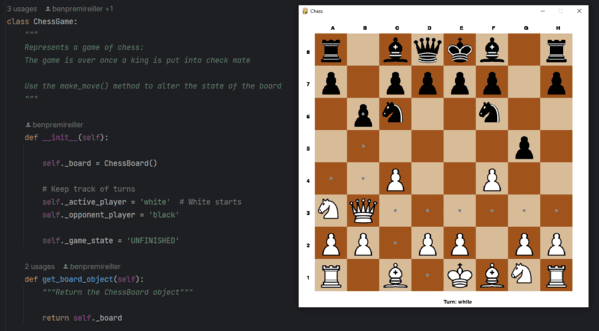 3 usages benpremireiller +1
class ChessGame:
"""
Represents a game of chess:
The game is over once a king is put into check mate
Use the make_move() method to alter the state of the board
"""
benpremireiller
def __init__(self):
self._board = ChessBoard()
# Keep track of turns
self._active_player = 'white' # White starts
self._opponent_player = 'black'
self._game_state = 'UNFINISHED'
2 usages benpremireiller
def get_board_object(self):
"""Return the ChessBoard object"""
return self._board
Chess
A B C D E F G H
8
7
6
5
4
3
2
1
Turn: white